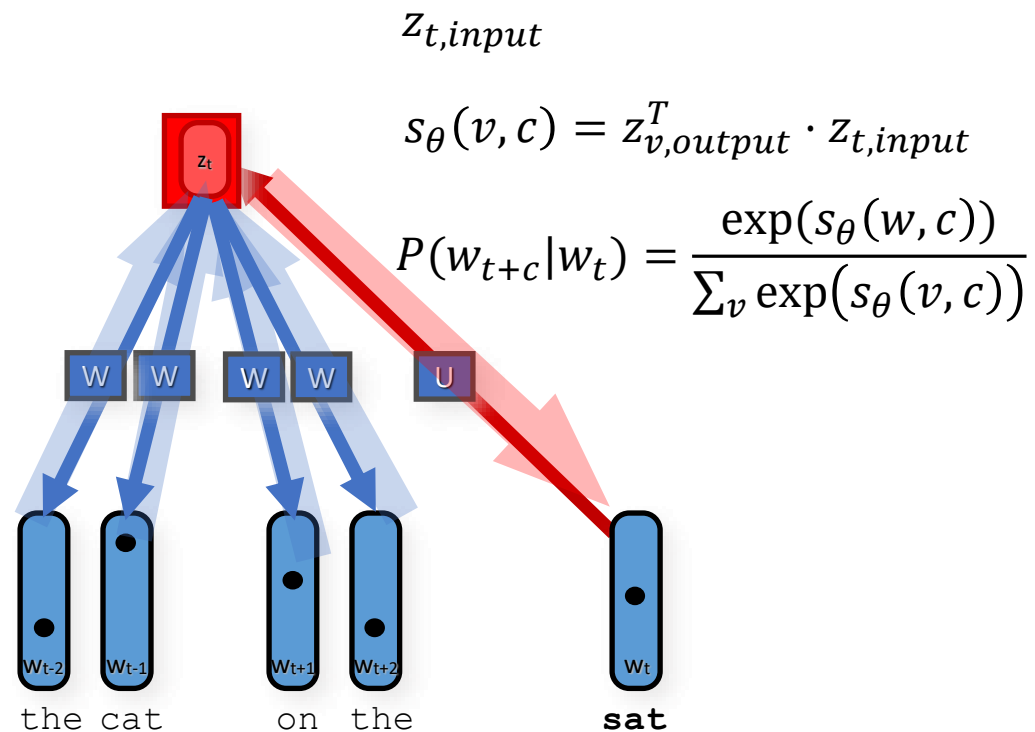 z_{t,input}
s_θ(v, c) = z^T_{v,output} · z_{t,input}
z_t
P(w_{t+c}|w_t) = \frac{exp(s_θ(w, c))}{∑_v exp(s_θ(v, c))}
W W W W U
w_{t-2} w_{t-1} w_{t+1} w_{t+2} w_t
the cat on the sat